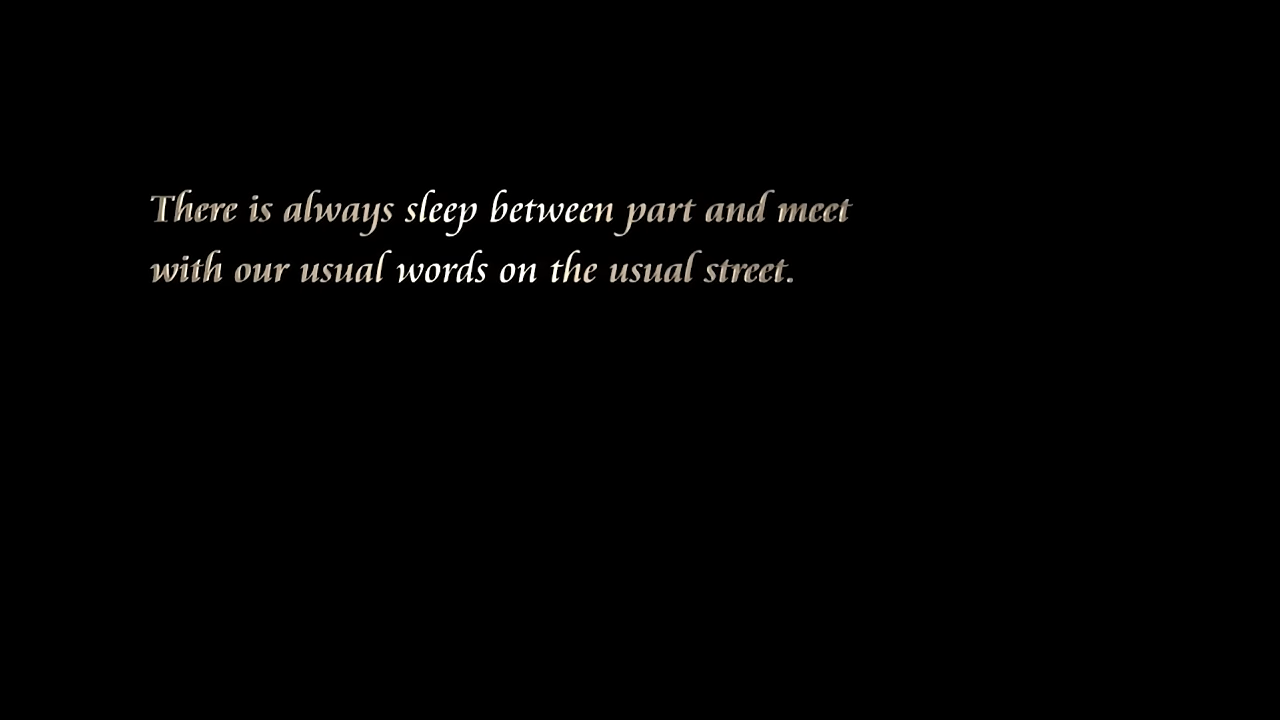 There is always sleep between part and meet
with our usual words on the usual street.